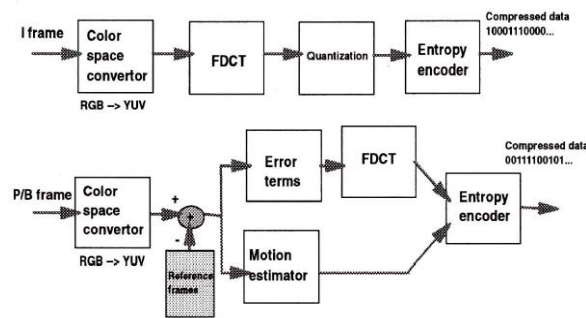 I frame
Color
space
convertor
RGB –> YUV
FDCT
Quantization
Entropy
encoder
Compressed data
10001110000...
P/B frame
Color
space
convertor
RGB –> YUV
+
+
-
Reference
frames
Error
terms
FDCT
Motion
estimator
Entropy
encoder
Compressed data
00111100101...